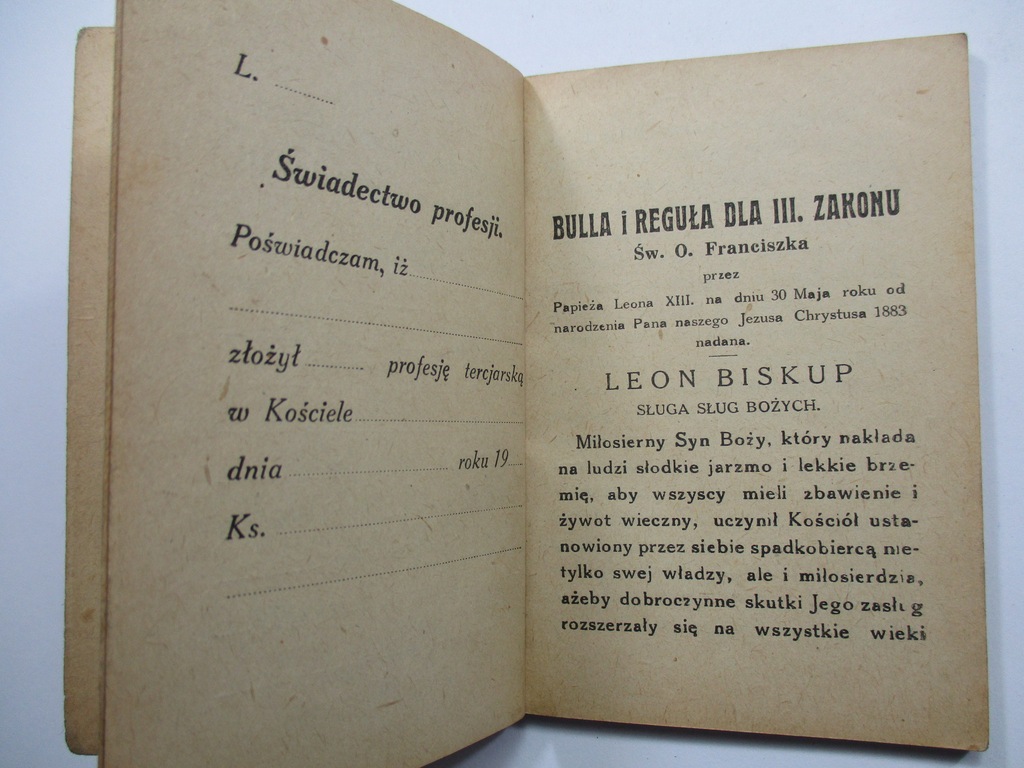 L. ..........
Świadectwo profesji.
Poświadczam, iż ....................
........................................
złożył .......... profesję tercjarską
w Kościele ..............................
dnia .............................. roku 19....
Ks. ........................................
........................................
BULLA i REGUŁA DLA III. ZAKONU
Św. O. Franciszka
przez
Papieża Leona XIII. na dniu 30 Maja roku od
narodzenia Pana naszego Jezusa Chrystusa 1883
nadana.
LEON BISKUP
SŁUGA SŁUG BOŻYCH.
Miłosierny Syn Boży, który nakłada
na ludzi słodkie jarzmo i lekkie brze-
mię, aby wszyscy mieli zbawienie i
żywot wieczny, uczynił Kościół usta-
nowiony przez siebie spadkobiercą nie-
tylko swej władzy, ale i miłosierdzia,
ażeby dobroczynne skutki Jego zasług
rozszerzały się na wszystkie wieki